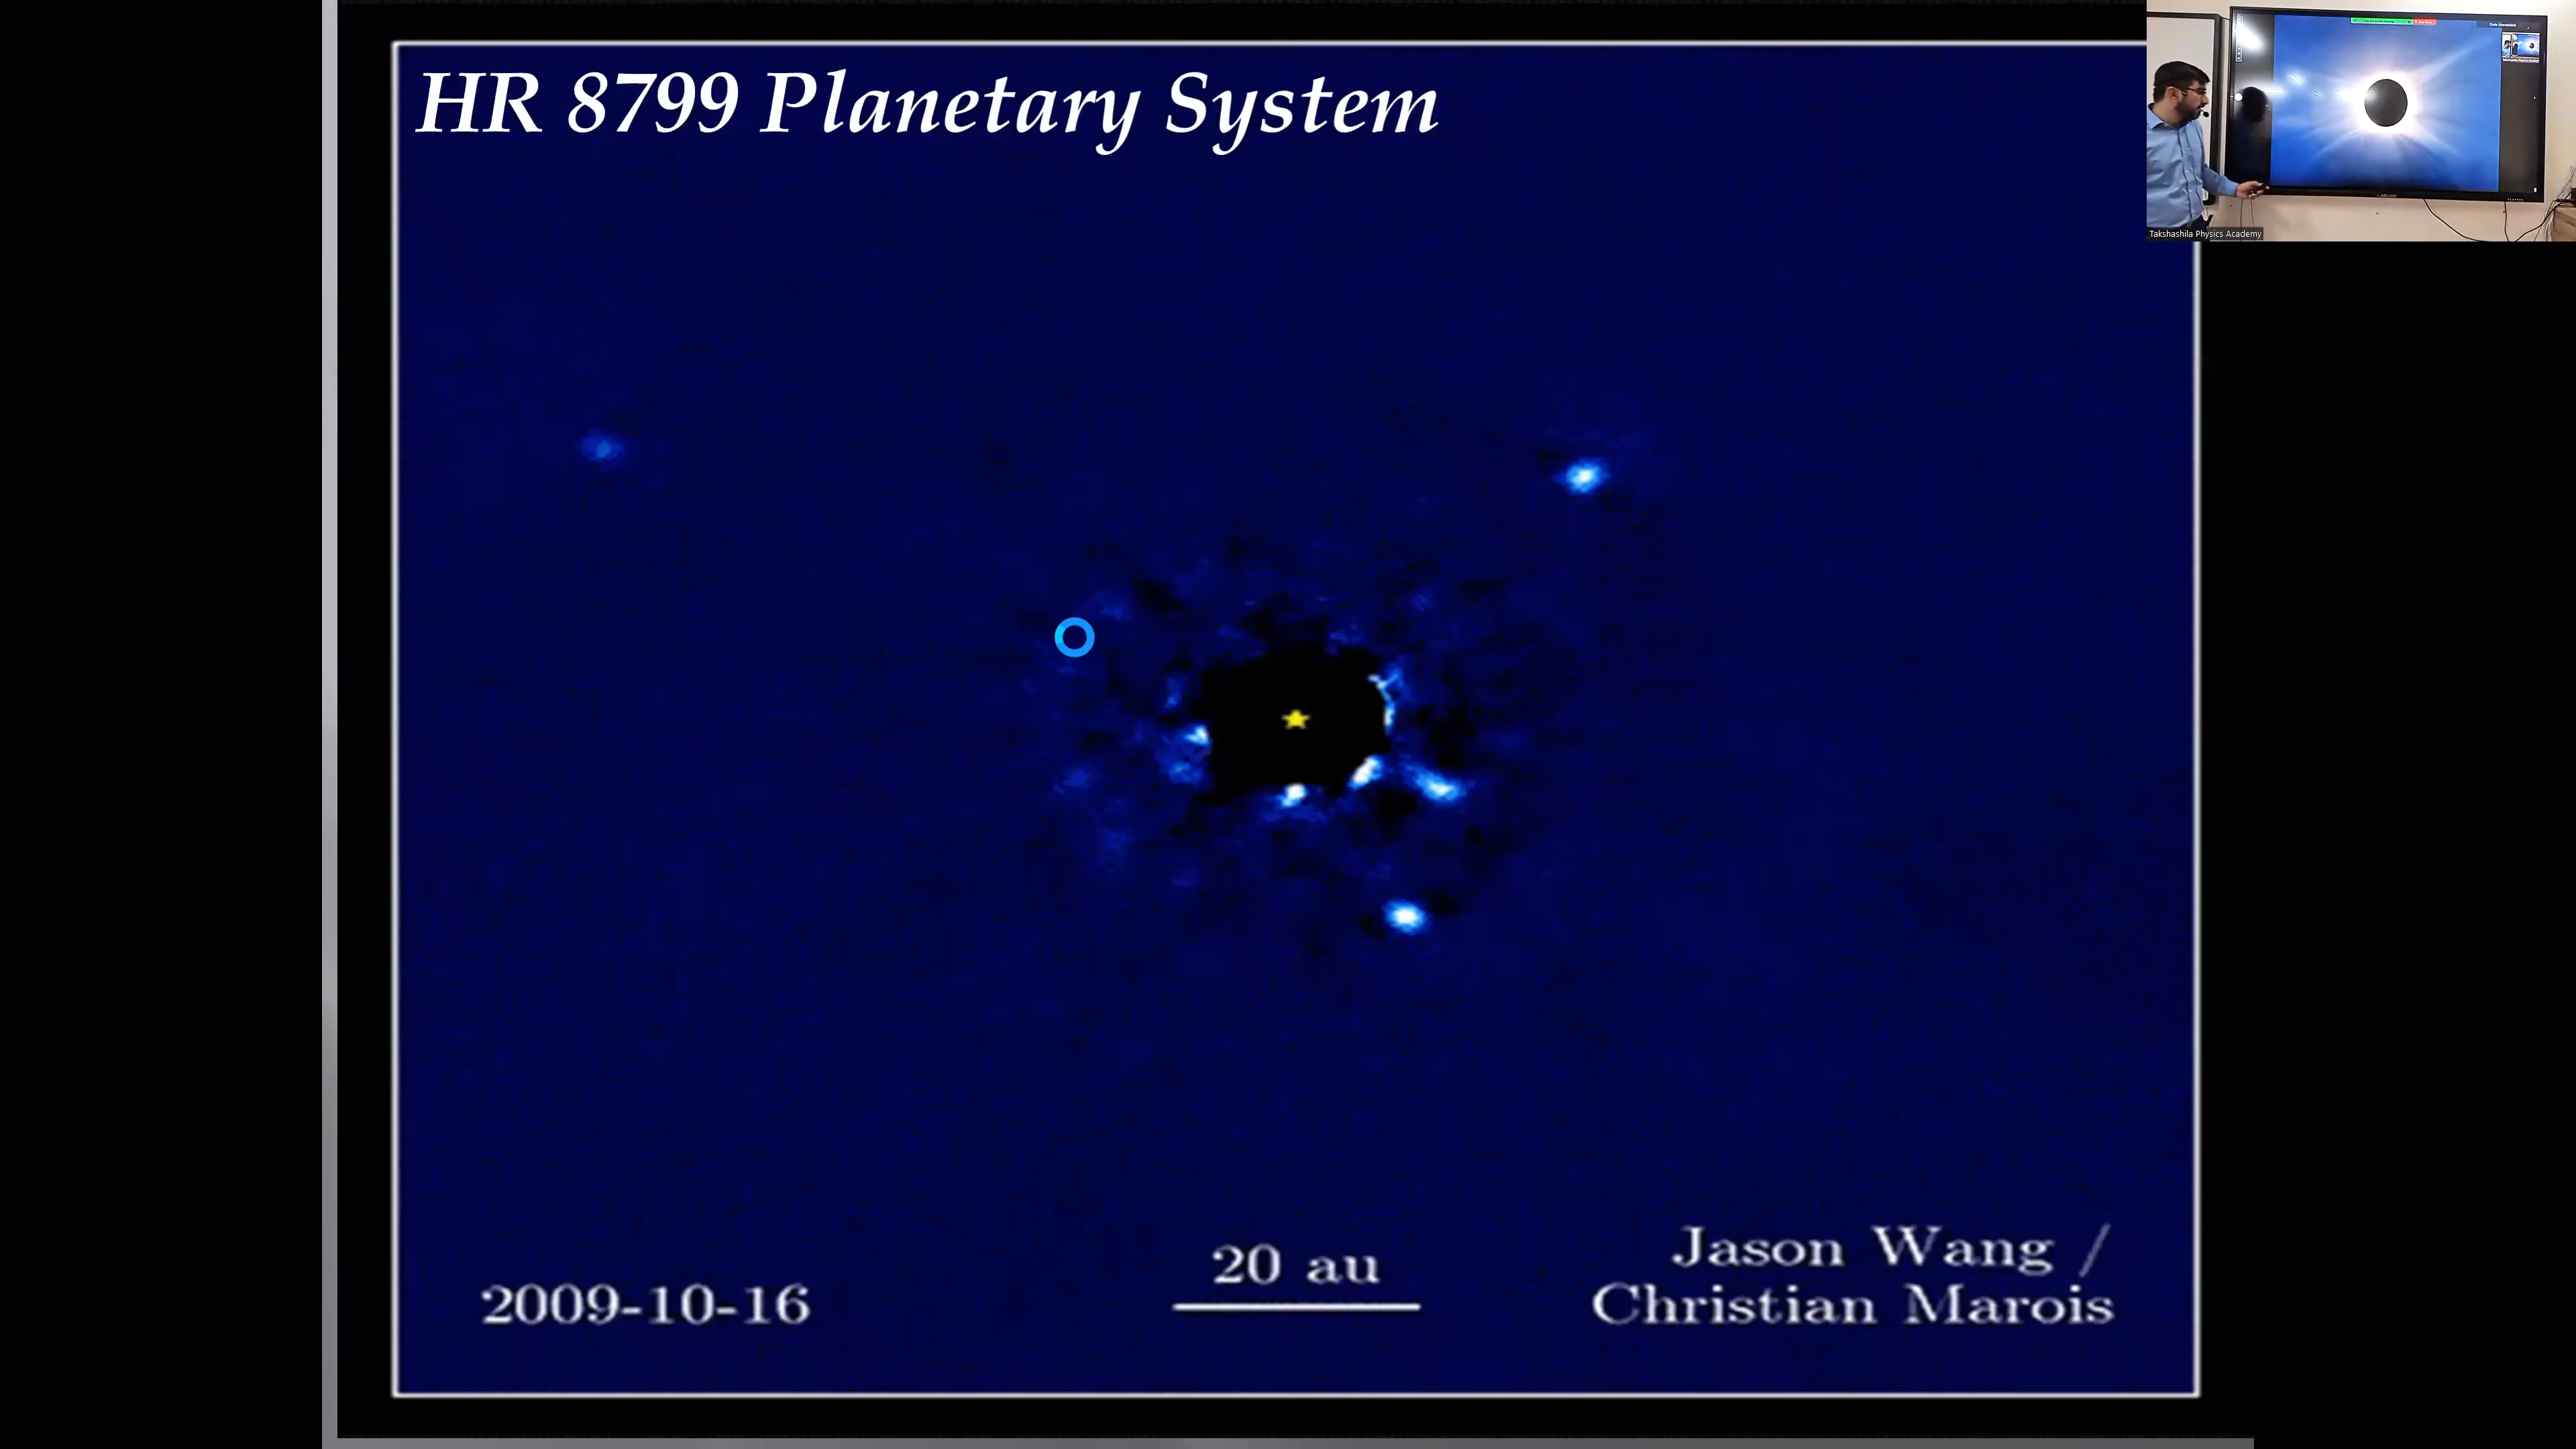 HR 8799 Planetary System
Takshashila Physics Academy
20 au
Jason Wang /
2009-10-16
Christian Marois